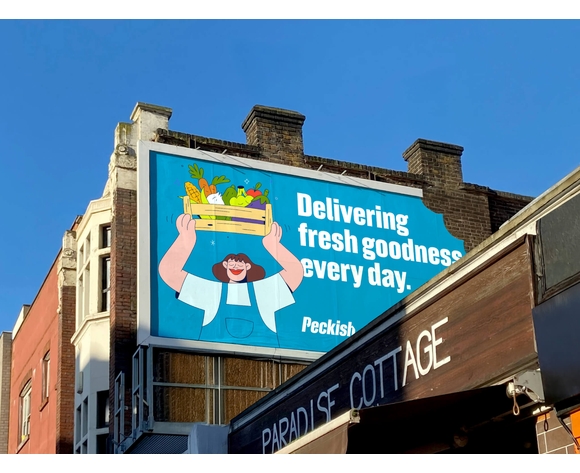 Delivering
fresh goodness
every day.
Peckish
PARADISE COTTAGE